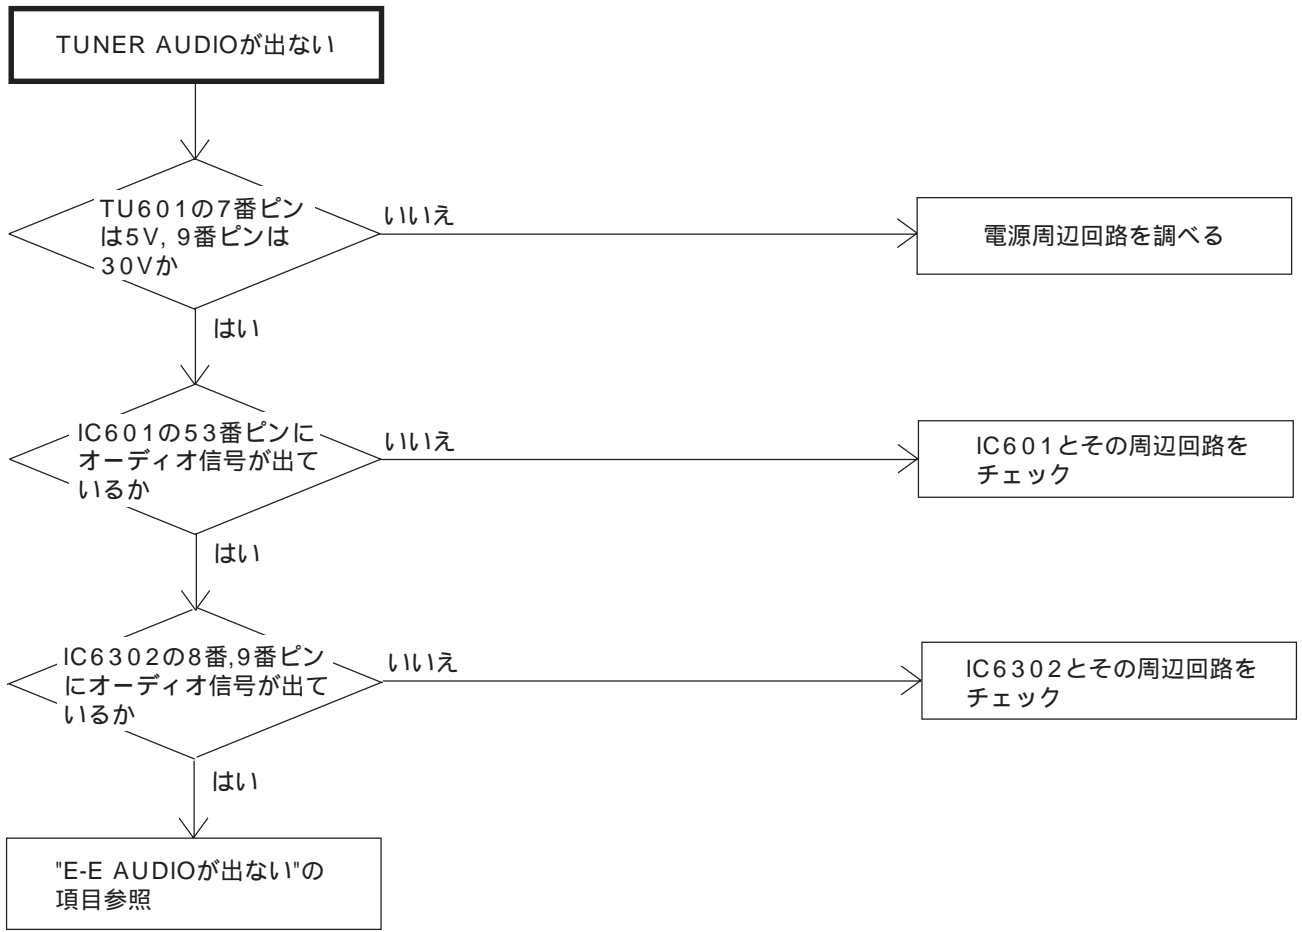 TUNER AUDIOが出ない
TU601の7番ピン
は5V, 9番ピンは
30Vか
いいえ
電源周辺回路を調べる
はい
IC601の53番ピンに
オーディオ信号が出て
いるか
いいえ
IC601とその周辺回路を
チェック
はい
IC6302の8番,9番ピン
にオーディオ信号が出て
いるか
いいえ
IC6302とその周辺回路を
チェック
はい
"E-E AUDIOが出ない"の
項目参照